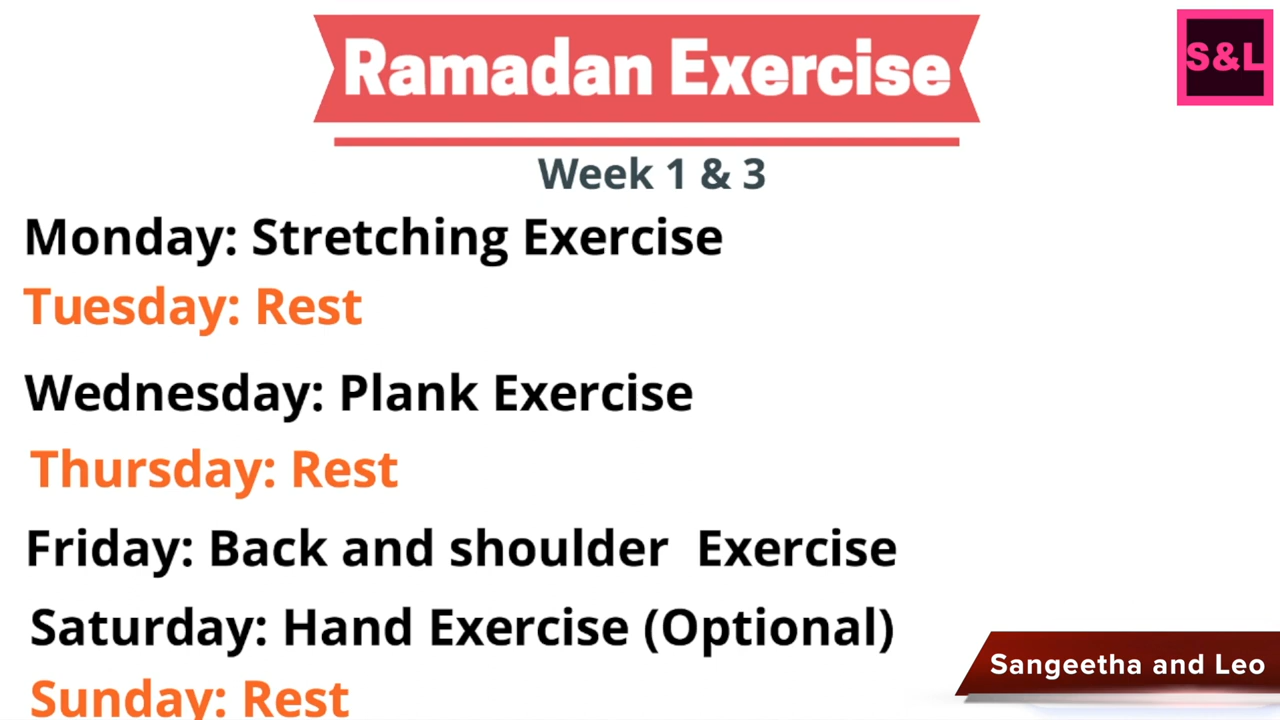 Ramadan Exercise
S&L
Week 1 & 3
Monday: Stretching Exercise
Tuesday: Rest
Wednesday: Plank Exercise
Thursday: Rest
Friday: Back and shoulder Exercise
Saturday: Hand Exercise (Optional)
Sangeetha and Leo
Sunday: Rest